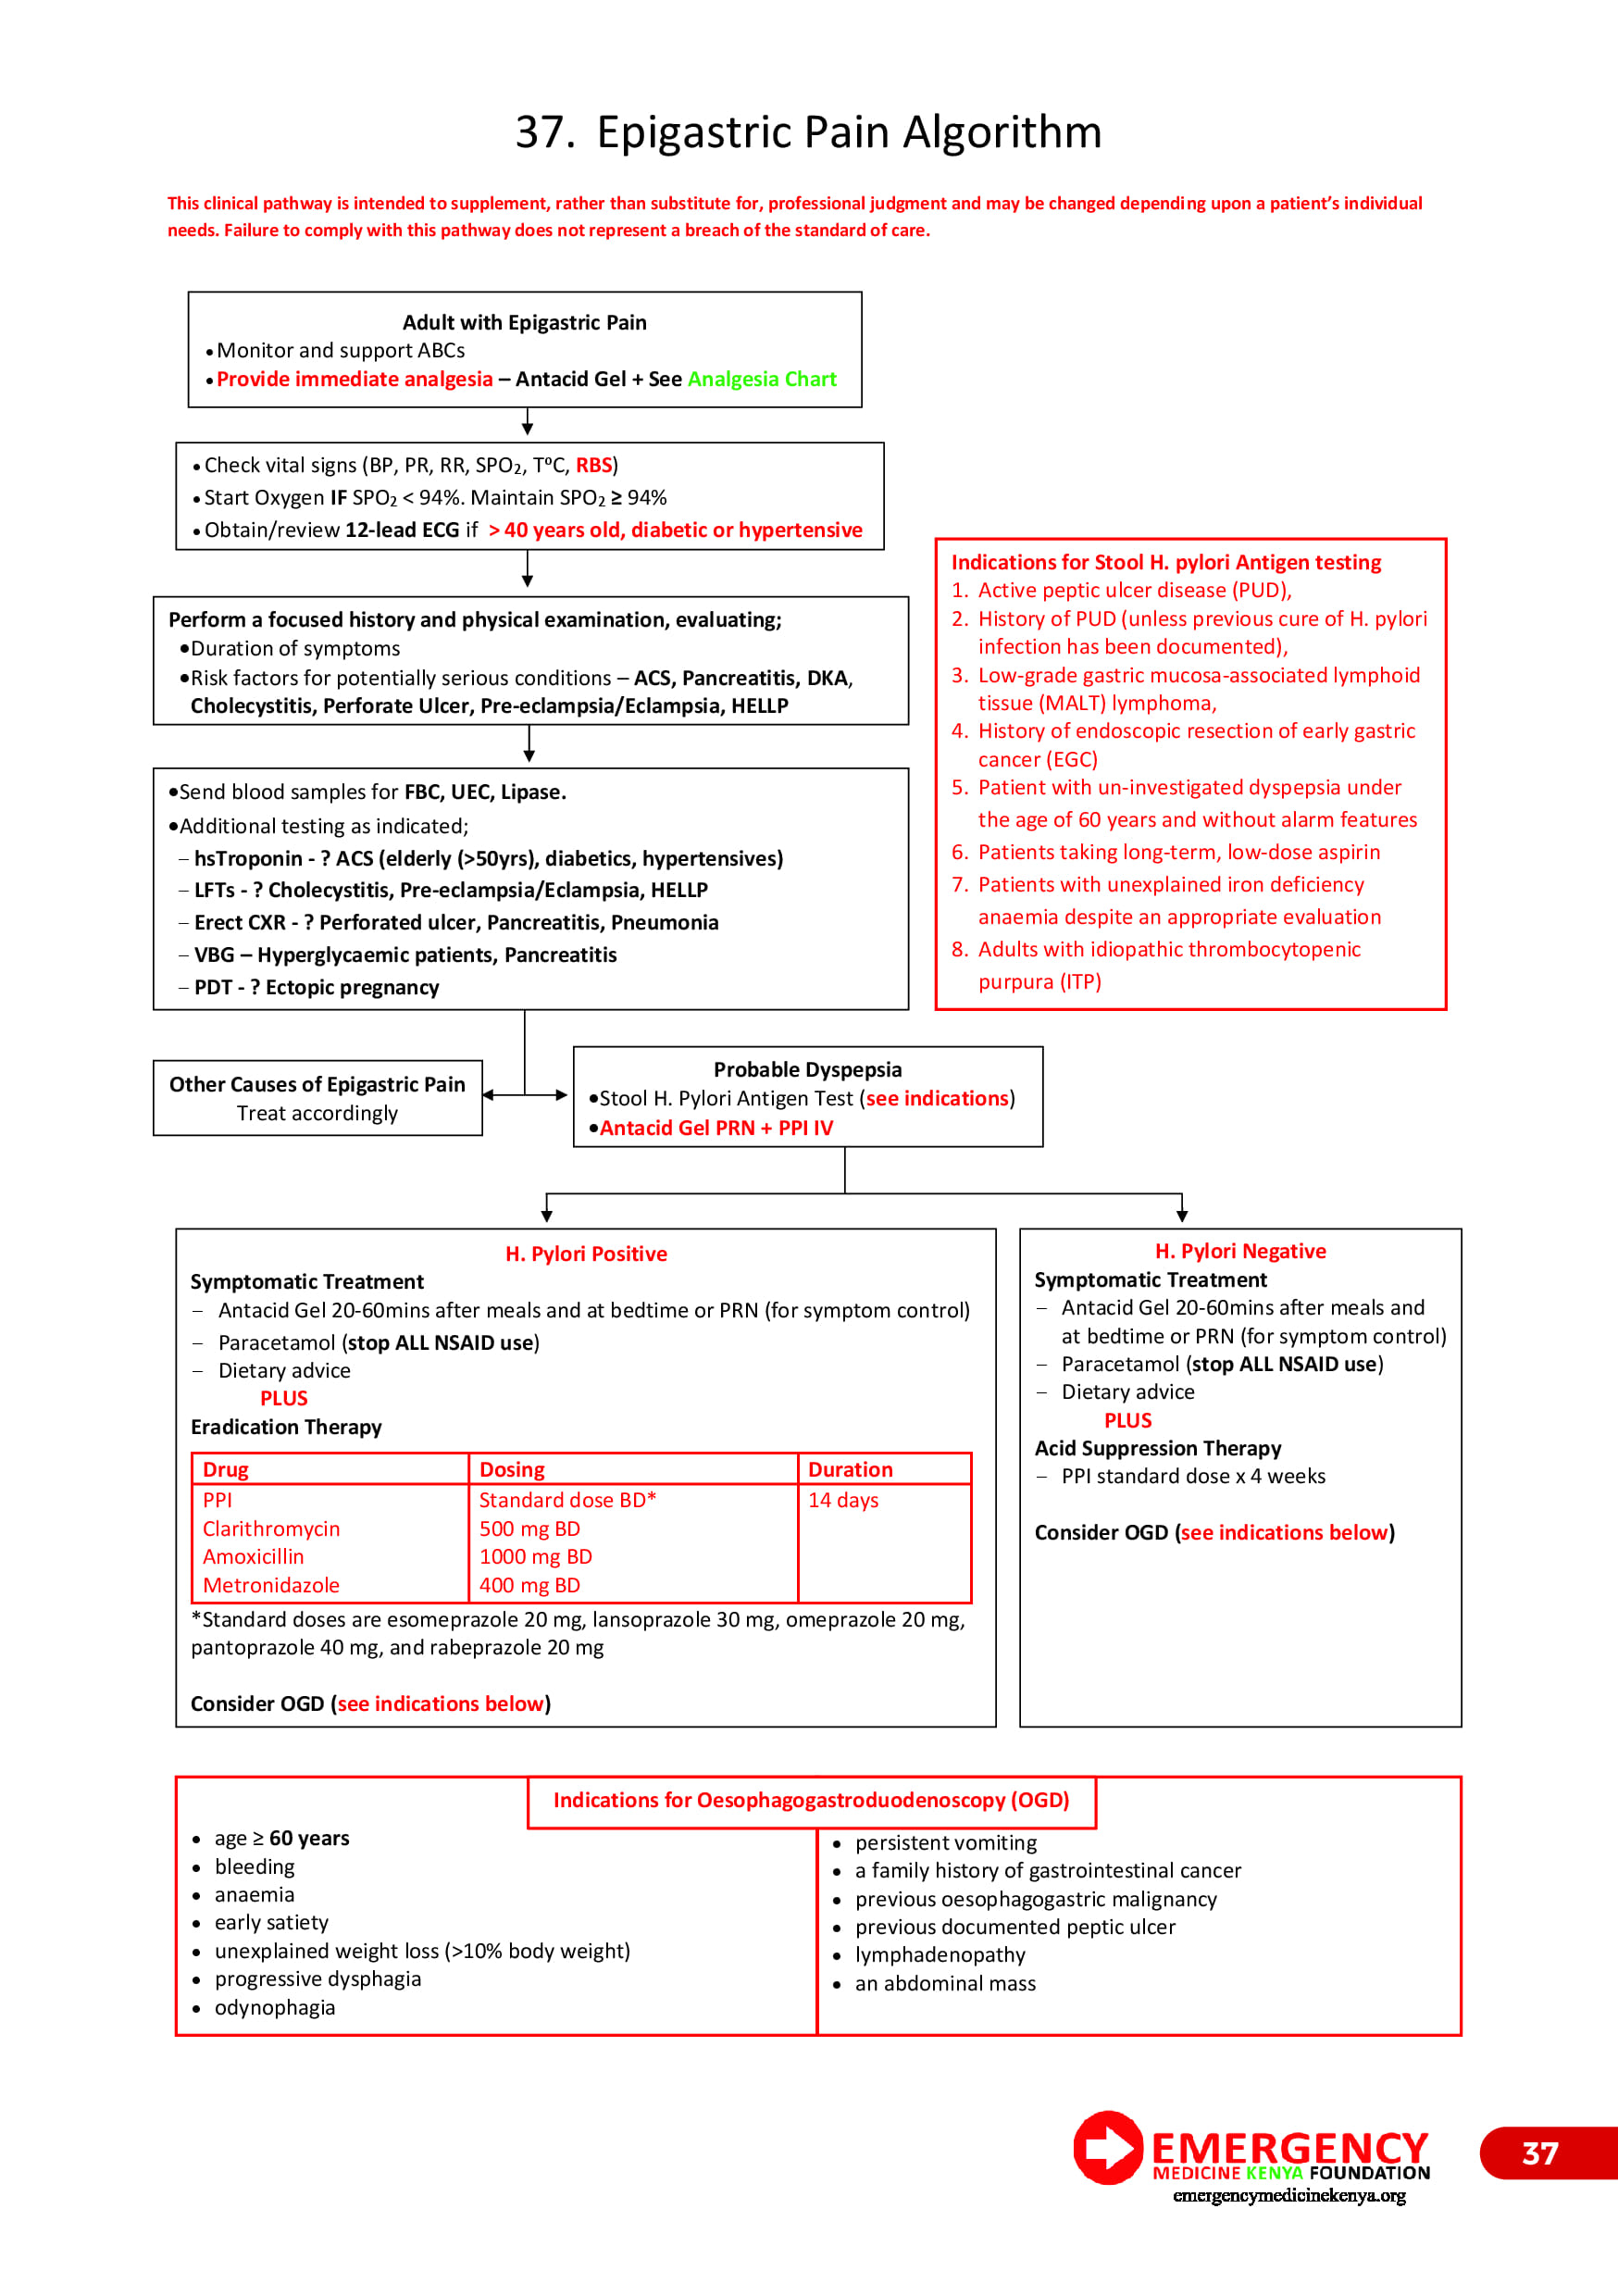 37. Epigastric Pain Algorithm
This clinical pathway is intended to supplement, rather than substitute for, professional judgment and may be changed depending upon a patient’s individual
needs. Failure to comply with this pathway does not represent a breach of the standard of care.
Adult with Epigastric Pain
• Monitor and support ABCs
• Provide immediate analgesia – Antacid Gel + See Analgesia Chart
• Check vital signs (BP, PR, RR, SPO₂, T⁰C, RBS)
• Start Oxygen IF SPO₂ < 94%. Maintain SPO₂ ≥ 94%
• Obtain/review 12-lead ECG if > 40 years old, diabetic or hypertensive
Perform a focused history and physical examination, evaluating;
• Duration of symptoms
• Risk factors for potentially serious conditions – ACS, Pancreatitis, DKA,
Cholecystitis, Perforate Ulcer, Pre-eclampsia/Eclampsia, HELLP
• Send blood samples for FBC, UEC, Lipase.
• Additional testing as indicated;
– hsTroponin - ? ACS (elderly (>50yrs), diabetics, hypertensives)
– LFTs - ? Cholecystitis, Pre-eclampsia/Eclampsia, HELLP
– Erect CXR - ? Perforated ulcer, Pancreatitis, Pneumonia
– VBG – Hyperglycaemic patients, Pancreatitis
– PDT - ? Ectopic pregnancy
Indications for Stool H. pylori Antigen testing
1. Active peptic ulcer disease (PUD),
2. History of PUD (unless previous cure of H. pylori
infection has been documented),
3. Low-grade gastric mucosa-associated lymphoid
tissue (MALT) lymphoma,
4. History of endoscopic resection of early gastric
cancer (EGC)
5. Patient with un-investigated dyspepsia under
the age of 60 years and without alarm features
6. Patients taking long-term, low-dose aspirin
7. Patients with unexplained iron deficiency
anaemia despite an appropriate evaluation
8. Adults with idiopathic thrombocytopenic
purpura (ITP)
Other Causes of Epigastric Pain
Treat accordingly
Probable Dyspepsia
• Stool H. Pylori Antigen Test (see indications)
• Antacid Gel PRN + PPI IV
H. Pylori Positive
Symptomatic Treatment
– Antacid Gel 20-60mins after meals and at bedtime or PRN (for symptom control)
– Paracetamol (stop ALL NSAID use)
– Dietary advice
PLUS
Eradication Therapy
Drug Dosing Duration
PPI Standard dose BD* 14 days
Clarithromycin 500 mg BD
Amoxicillin 1000 mg BD
Metronidazole 400 mg BD
*Standard doses are esomeprazole 20 mg, lansoprazole 30 mg, omeprazole 20 mg,
pantoprazole 40 mg, and rabeprazole 20 mg
Consider OGD (see indications below)
H. Pylori Negative
Symptomatic Treatment
– Antacid Gel 20-60mins after meals and
at bedtime or PRN (for symptom control)
– Paracetamol (stop ALL NSAID use)
– Dietary advice
PLUS
Acid Suppression Therapy
– PPI standard dose x 4 weeks
Consider OGD (see indications below)
Indications for Oesophagogastroduodenoscopy (OGD)
• age ≥ 60 years
• bleeding
• anaemia
• early satiety
• unexplained weight loss (>10% body weight)
• progressive dysphagia
• odynophagia
• persistent vomiting
• a family history of gastrointestinal cancer
• previous oesophagogastric malignancy
• previous documented peptic ulcer
• lymphadenopathy
• an abdominal mass
EMERGENCY
MEDICINE KENYA FOUNDATION
emergencymedicinekenya.org
37